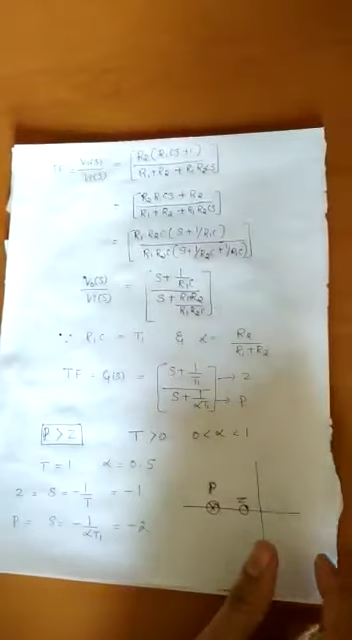 TF = V₀(S)/Vi(S) = [R₂(R₁CS+1) / R₁+R₂+R₁R₂CS]
= [R₂R₁CS+R₂ / R₁+R₂+R₁R₂CS]
= [R₁R₂C(S+1/R₁C) / R₁R₂C(S+1/R₂C+1/R₁C)]
V₀(S)/Vi(S) = [S+1/R₁C / S+R₁+R₂/R₁R₂C]
∵ R₁C = T₁ & α = R₂/R₁+R₂
TF = G(S) = [S+1/T₁ / S+1/αT₁] → Z → P
P>Z T>0 0<α<1
T=1 α=0.5
Z = S = -1/T = -1
P = S = -1/αT₁ = -2
P Z